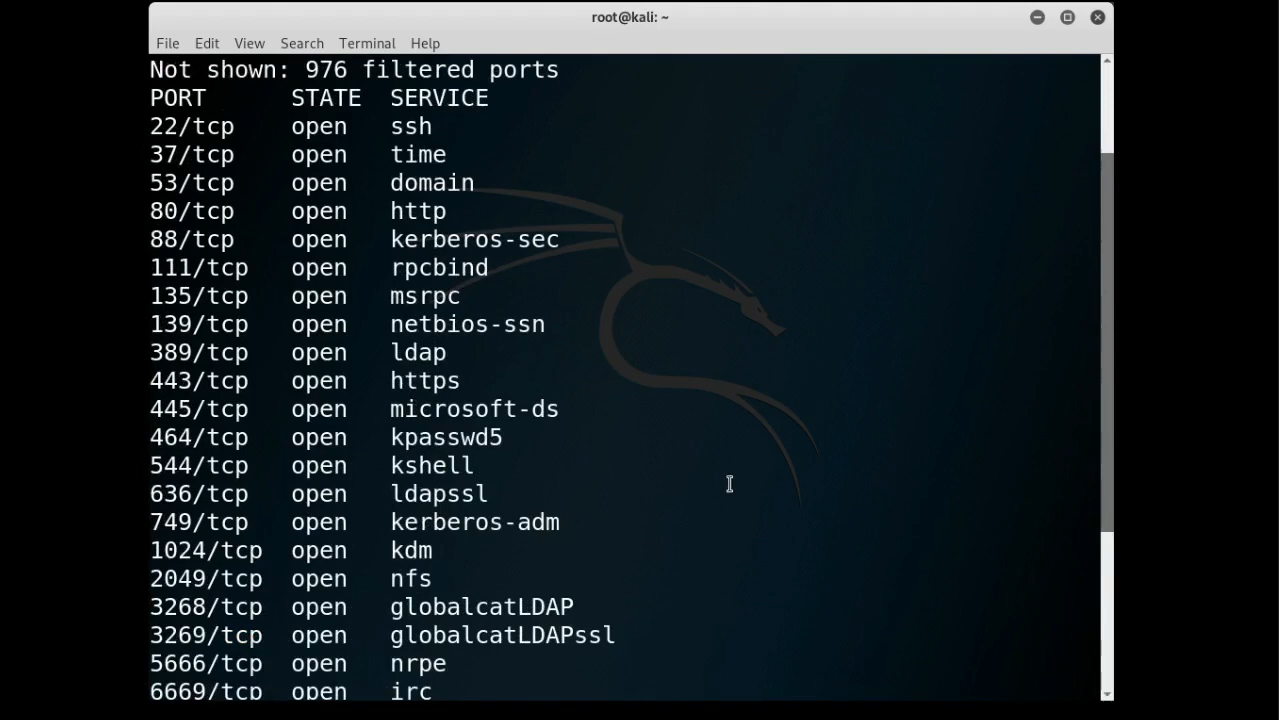 root@kali: ~
File Edit View Search Terminal Help
Not shown: 976 filtered ports
PORT STATE SERVICE
22/tcp open ssh
37/tcp open time
53/tcp open domain
80/tcp open http
88/tcp open kerberos-sec
111/tcp open rpcbind
135/tcp open msrpc
139/tcp open netbios-ssn
389/tcp open ldap
443/tcp open https
445/tcp open microsoft-ds
464/tcp open kpasswd5
544/tcp open kshell
636/tcp open ldapssl
749/tcp open kerberos-adm
1024/tcp open kdm
2049/tcp open nfs
3268/tcp open globalcatLDAP
3269/tcp open globalcatLDAPssl
5666/tcp open nrpe
6669/tcp open irc